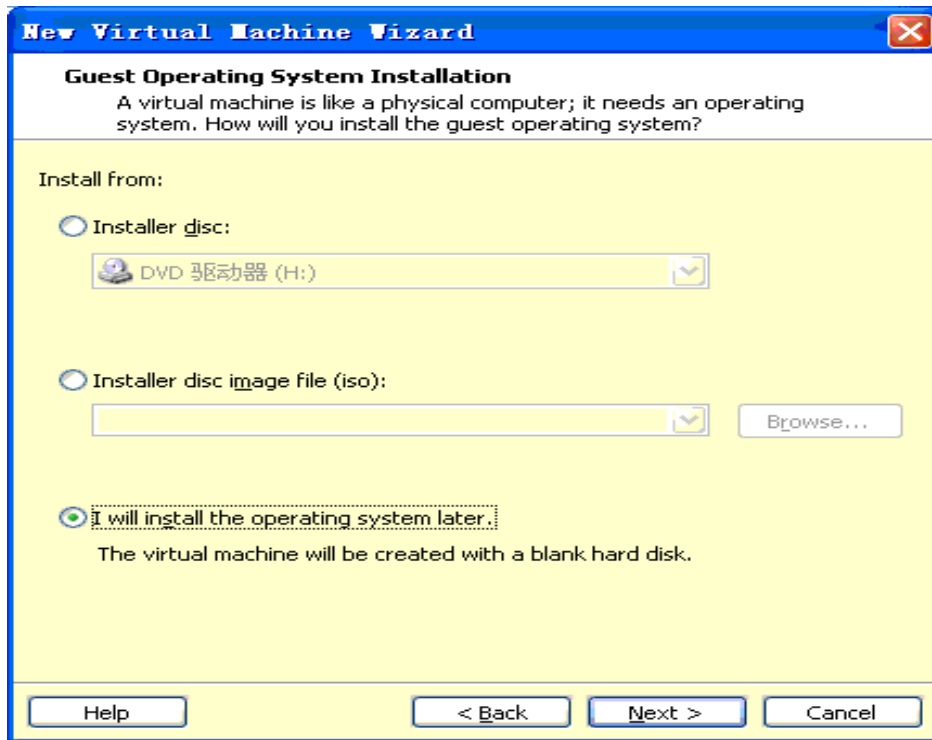 New Virtual Machine Wizard
Guest Operating System Installation
A virtual machine is like a physical computer; it needs an operating
system. How will you install the guest operating system?
Install from:
Installer disc:
DVD 驱动器 (H:)
Installer disc image file (iso):
Browse...
I will install the operating system later.
The virtual machine will be created with a blank hard disk.
Help
< Back
Next >
Cancel